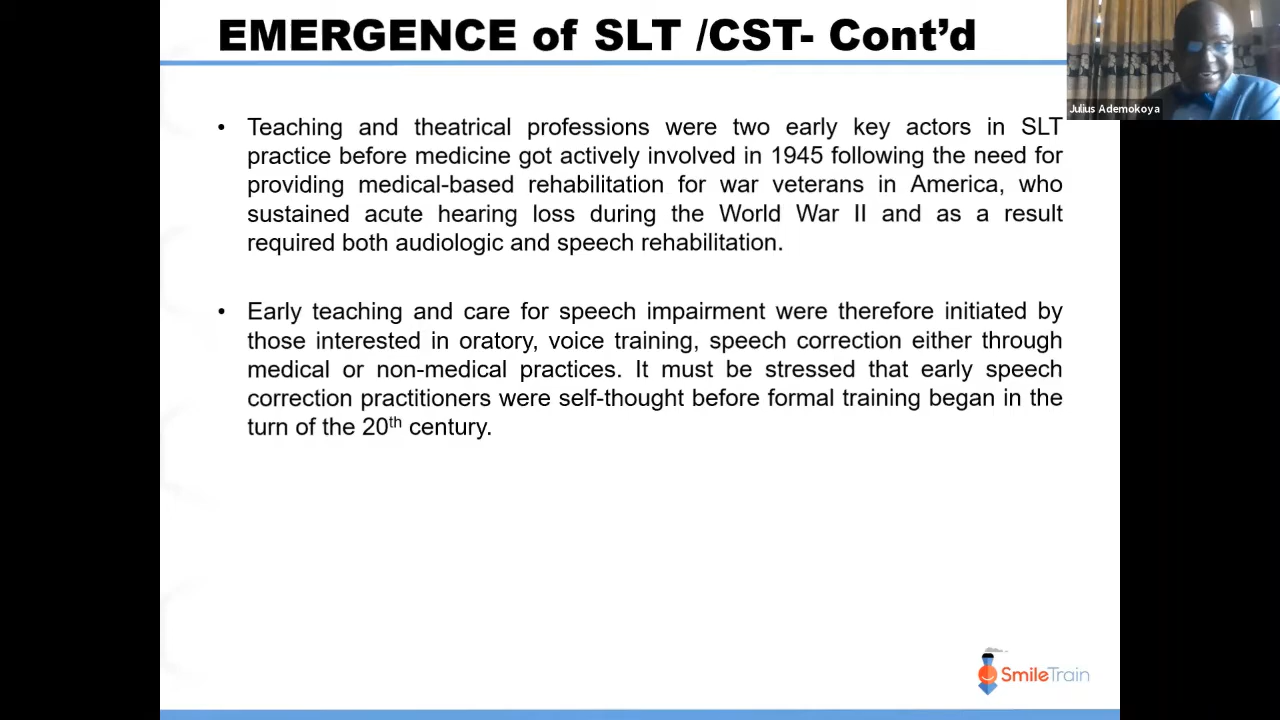 EMERGENCE of SLT /CST- Cont’d
Julius Ademokoya
• Teaching and theatrical professions were two early key actors in SLT
practice before medicine got actively involved in 1945 following the need for
providing medical-based rehabilitation for war veterans in America, who
sustained acute hearing loss during the World War II and as a result
required both audiologic and speech rehabilitation.
• Early teaching and care for speech impairment were therefore initiated by
those interested in oratory, voice training, speech correction either through
medical or non-medical practices. It must be stressed that early speech
correction practitioners were self-thought before formal training began in the
turn of the 20th century.
SmileTrain